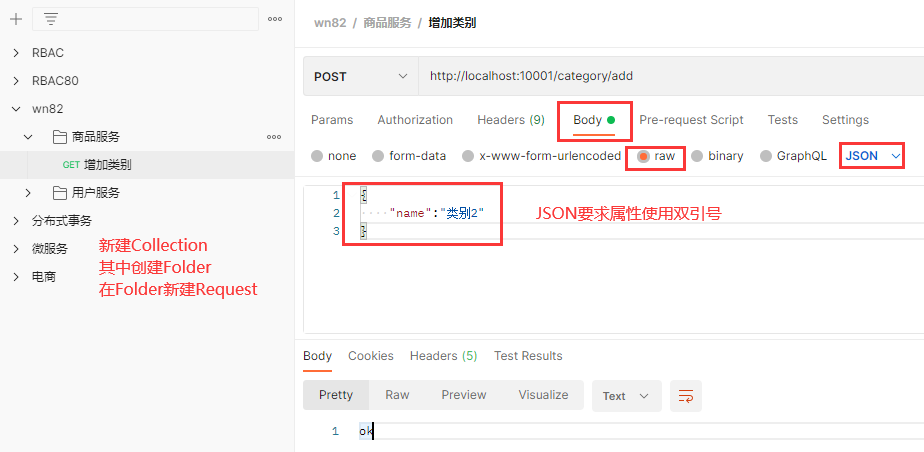 wn82 / 商品服务 / 增加类别
RBAC
RBAC80
wn82
商品服务
GET 增加类别
用户服务
分布式事务
微服务
电商
新建Collection
其中创建Folder
在Folder新建Request
POST http://localhost:10001/category/add
Params Authorization Headers (9) Body Pre-request Script Tests Settings
none form-data x-www-form-urlencoded raw binary GraphQL JSON
1 {
2 "name":"类别2"
3 }
JSON要求属性使用双引号
Body Cookies Headers (5) Test Results
Pretty Raw Preview Visualize Text
1 ok